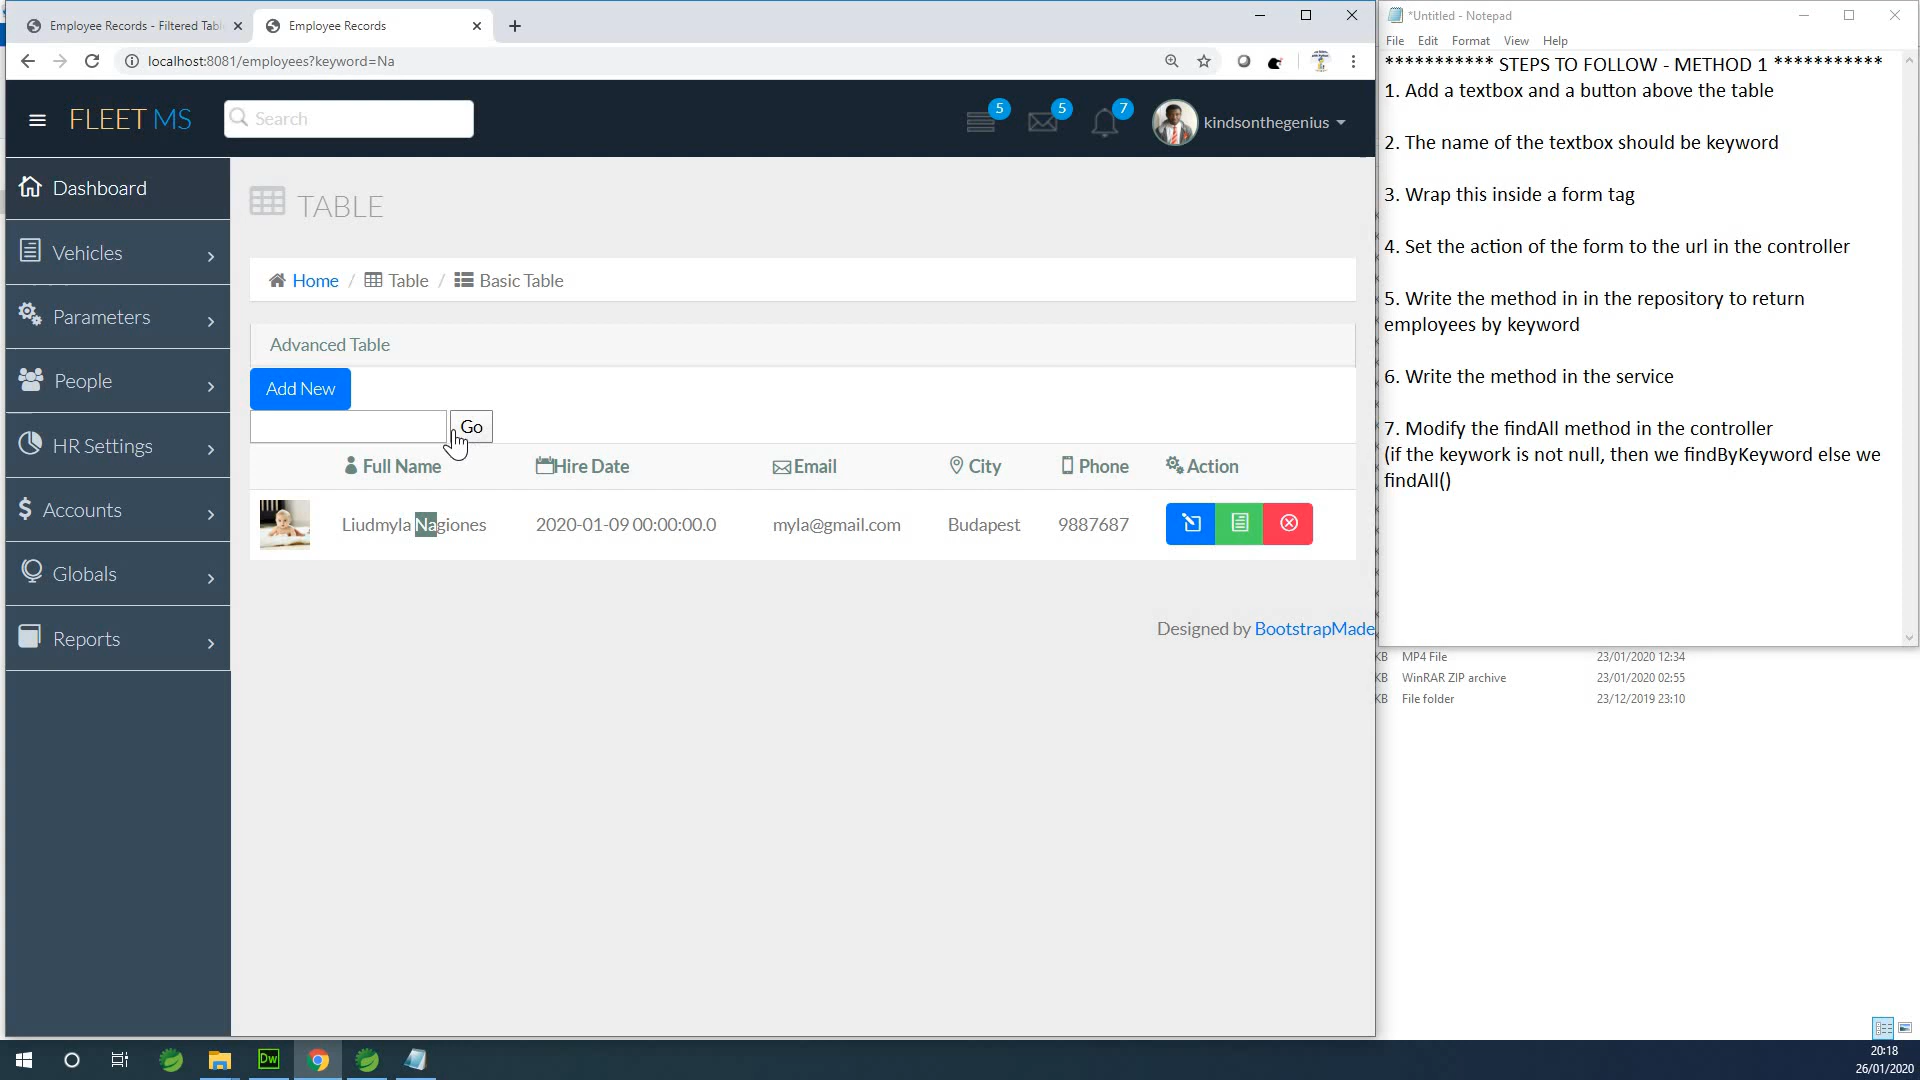 Employee Records - Filtered Tabl
Employee Records
localhost:8081/employees?keyword=Na
FLEET MS
Search
5
5
7
kindsonthegenius
Dashboard
Vehicles
Parameters
People
HR Settings
Accounts
Globals
Reports
TABLE
Home / Table / Basic Table
Advanced Table
Add New
Go
Full Name Hire Date Email City Phone Action
Liudmyla Nagiones 2020-01-09 00:00:00.0 myla@gmail.com Budapest 9887687
Designed by BootstrapMade
*Untitled - Notepad
File Edit Format View Help
*********** STEPS TO FOLLOW - METHOD 1 ***********
1. Add a textbox and a button above the table
2. The name of the textbox should be keyword
3. Wrap this inside a form tag
4. Set the action of the form to the url in the controller
5. Write the method in in the repository to return
employees by keyword
6. Write the method in the service
7. Modify the findAll method in the controller
(if the keywork is not null, then we findByKeyword else we
findAll()
KB MP4 File 23/01/2020 12:34
KB WinRAR ZIP archive 23/01/2020 02:55
KB File folder 23/12/2019 23:10
Dw
20:18
26/01/2020